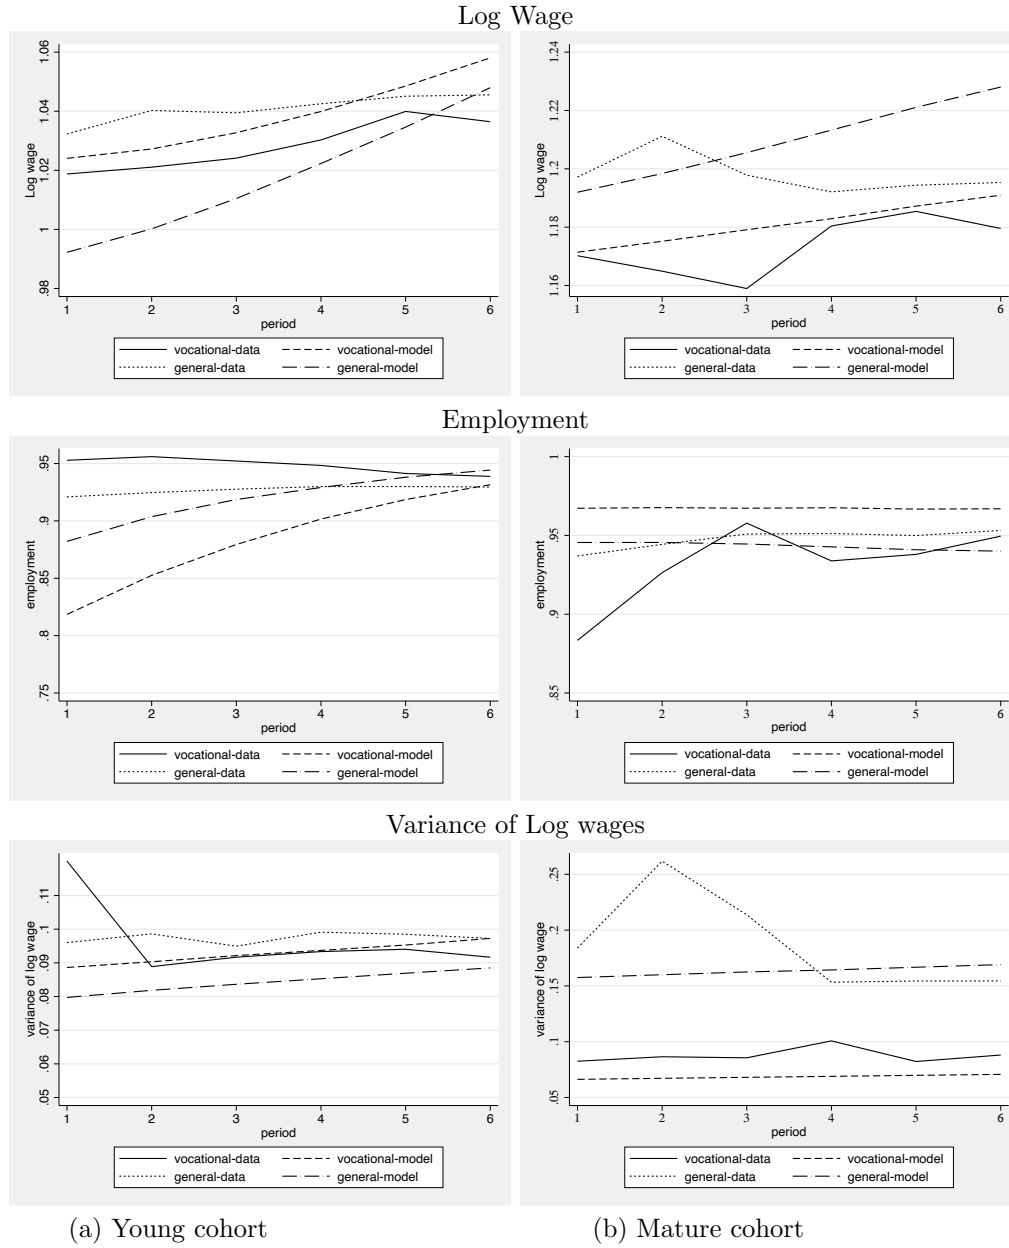 Log Wage
Log wage
.98 1 1.02 1.04 1.06
1 2 3 4 5 6
period
vocational-data vocational-model
general-data general-model
Log wage
1.16 1.18 1.2 1.22 1.24
1 2 3 4 5 6
period
vocational-data vocational-model
general-data general-model
Employment
employment
.75 .8 .85 .9 .95
1 2 3 4 5 6
period
vocational-data vocational-model
general-data general-model
employment
.85 .9 .95 1
1 2 3 4 5 6
period
vocational-data vocational-model
general-data general-model
Variance of Log wages
variance of log wage
.05 .06 .07 .08 .09 .1 .11
1 2 3 4 5 6
period
vocational-data vocational-model
general-data general-model
variance of log wage
.05 .1 .15 .2 .25
1 2 3 4 5 6
period
vocational-data vocational-model
general-data general-model
(a) Young cohort
(b) Mature cohort